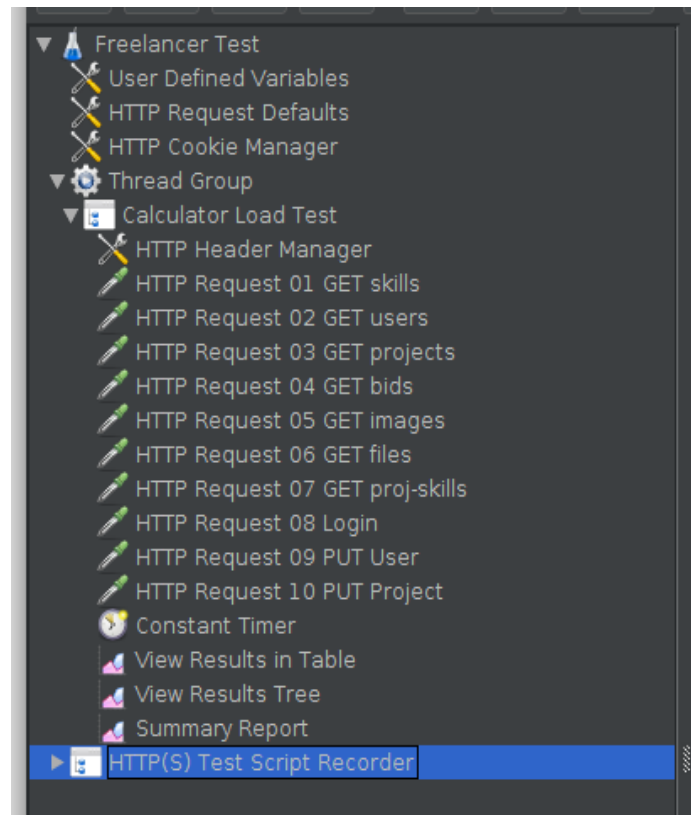 Freelancer Test
User Defined Variables
HTTP Request Defaults
HTTP Cookie Manager
Thread Group
Calculator Load Test
HTTP Header Manager
HTTP Request 01 GET skills
HTTP Request 02 GET users
HTTP Request 03 GET projects
HTTP Request 04 GET bids
HTTP Request 05 GET images
HTTP Request 06 GET files
HTTP Request 07 GET proj-skills
HTTP Request 08 Login
HTTP Request 09 PUT User
HTTP Request 10 PUT Project
Constant Timer
View Results in Table
View Results Tree
Summary Report
HTTP(S) Test Script Recorder